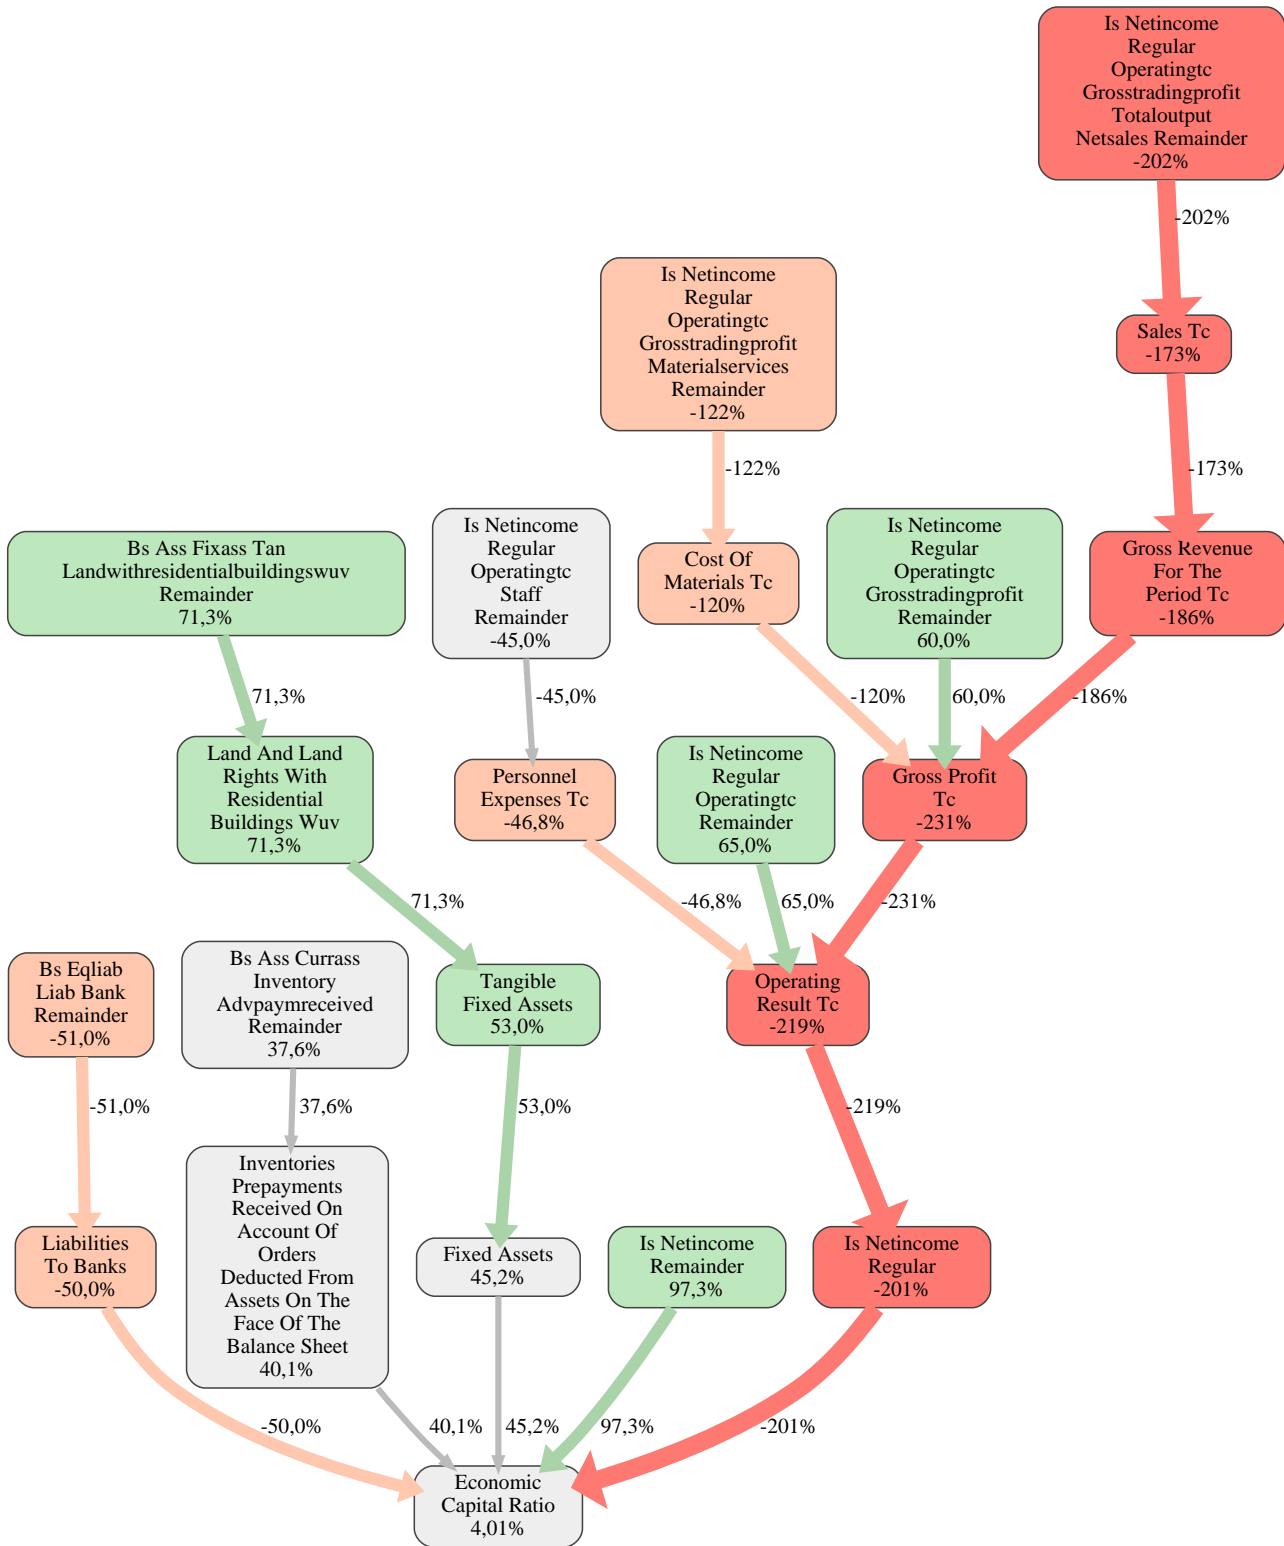 Is Netincome
Regular
Operatingtc
Grosstradingprofit
Totaloutput
Netsales Remainder
-202%
-202%
Is Netincome
Regular
Operatingtc
Grosstradingprofit
Materialservices
Remainder
-122%
Sales Tc
-173%
-122%
-173%
Bs Ass Fixass Tan
Landwithresidentialbuildingswuv
Remainder
71,3%
Is Netincome
Regular
Operatingtc
Staff
Remainder
-45,0%
Cost Of
Materials Tc
-120%
Is Netincome
Regular
Operatingtc
Grosstradingprofit
Remainder
60,0%
Gross Revenue
For The
Period Tc
-186%
71,3%
-45,0%
-120%
60,0%
-186%
Land And Land
Rights With
Residential
Buildings Wuv
71,3%
Personnel
Expenses Tc
-46,8%
Is Netincome
Regular
Operatingtc
Remainder
65,0%
Gross Profit
Tc
-231%
71,3%
-46,8%
65,0%
-231%
Bs Eqliab
Liab Bank
Remainder
-51,0%
Bs Ass Currass
Inventory
Advpaymreceived
Remainder
37,6%
Tangible
Fixed Assets
53,0%
Operating
Result Tc
-219%
-51,0%
37,6%
53,0%
-219%
Liabilities
To Banks
-50,0%
Inventories
Prepayments
Received On
Account Of
Orders
Deducted From
Assets On The
Face Of The
Balance Sheet
40,1%
Fixed Assets
45,2%
Is Netincome
Remainder
97,3%
Is Netincome
Regular
-201%
-50,0%
40,1%
45,2%
97,3%
-201%
Economic
Capital Ratio
4,01%